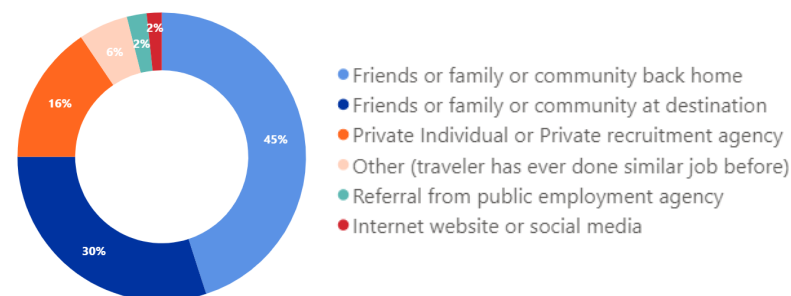 2%
2%
6%
16%
45%
30%
Friends or family or community back home
Friends or family or community at destination
Private Individual or Private recruitment agency
Other (traveler has ever done similar job before)
Referral from public employment agency
Internet website or social media